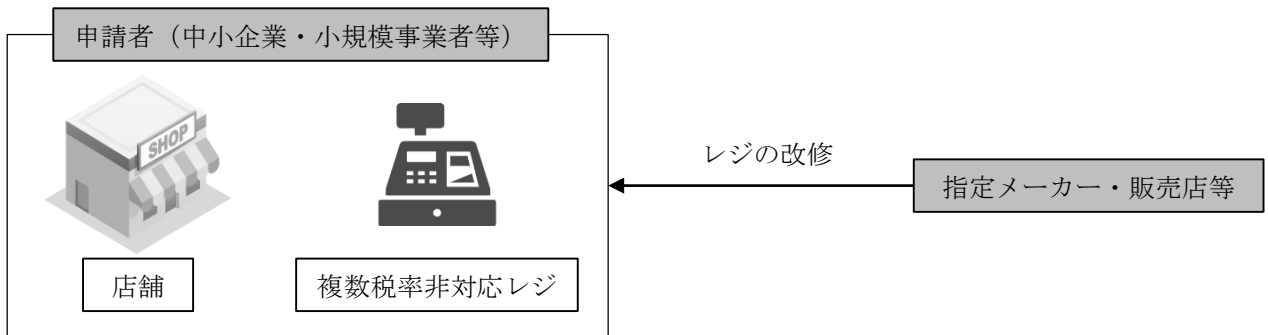 申請者（中小企業・小規模事業者等）
SHOP
レジの改修
指定メーカー・販売店等
店舗
複数税率非対応レジ